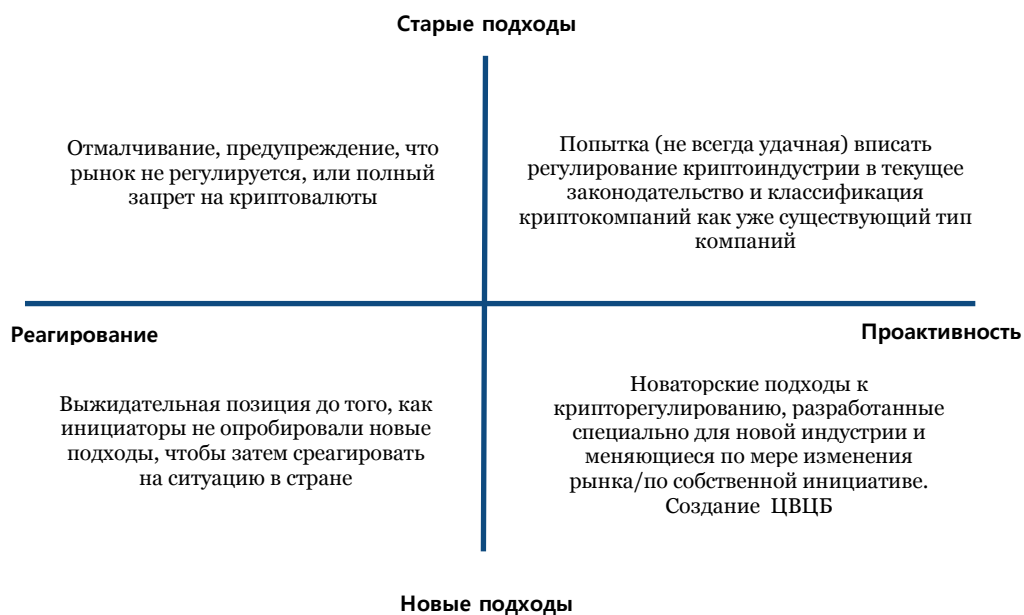 Старые подходы
Отмалчивание, предупреждение, что
рынок не регулируется, или полный
запрет на криптовалюты
Попытка (не всегда удачная) вписать
регулирование криптоиндустрии в текущее
законодательство и классификация
криптокомпаний как уже существующий тип
компаний
Реагирование
Проактивность
Выжидательная позиция до того, как
инициаторы не опробировали новые
подходы, чтобы затем среагировать
на ситуацию в стране
Новаторские подходы к
крипторегулированию, разработанные
специально для новой индустрии и
меняющиеся по мере изменения
рынка/по собственной инициативе.
Создание ЦВЦБ
Новые подходы